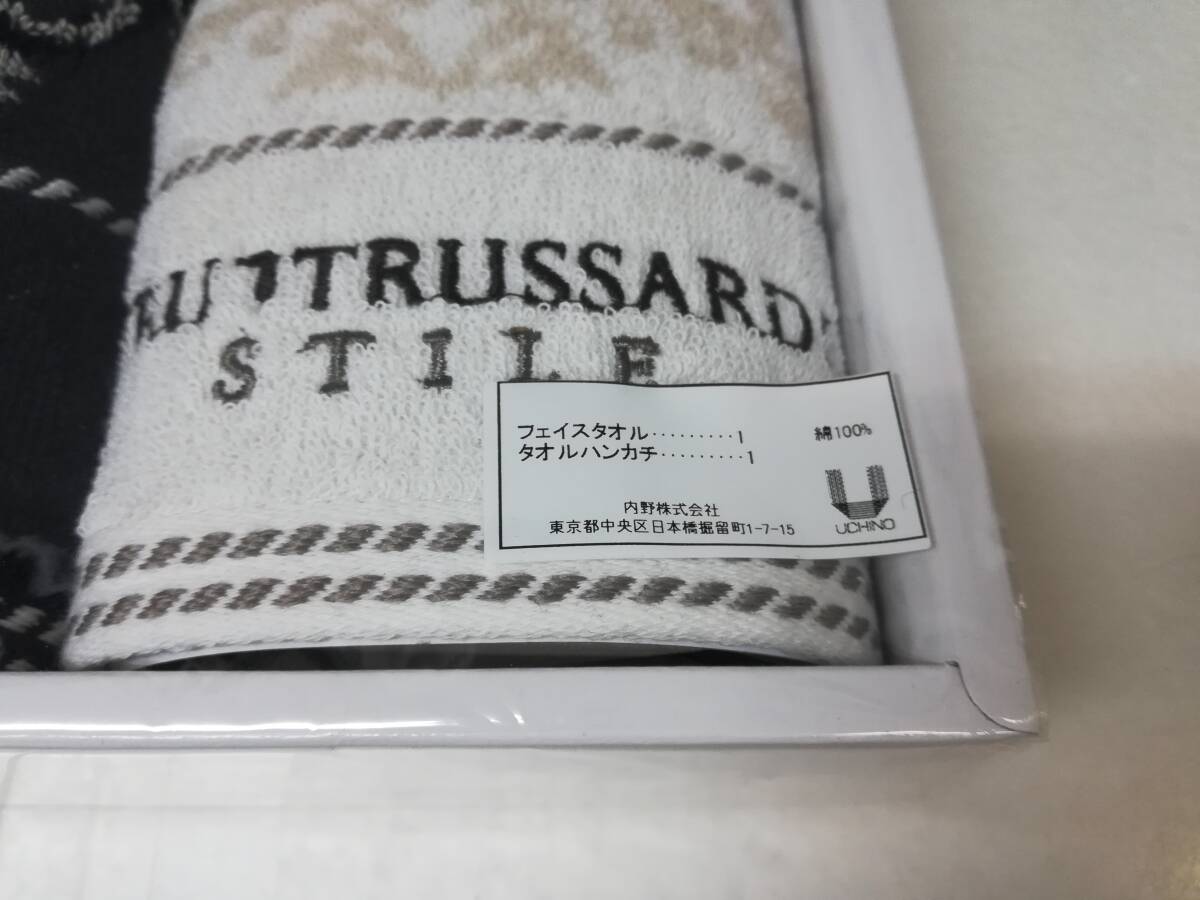 TRUSSARD
STILE
フェイスタオル·········1
タオルハンカチ·········1
綿100%
内野株式会社
東京都中央区日本橋掘留町1-7-15
UCHINO